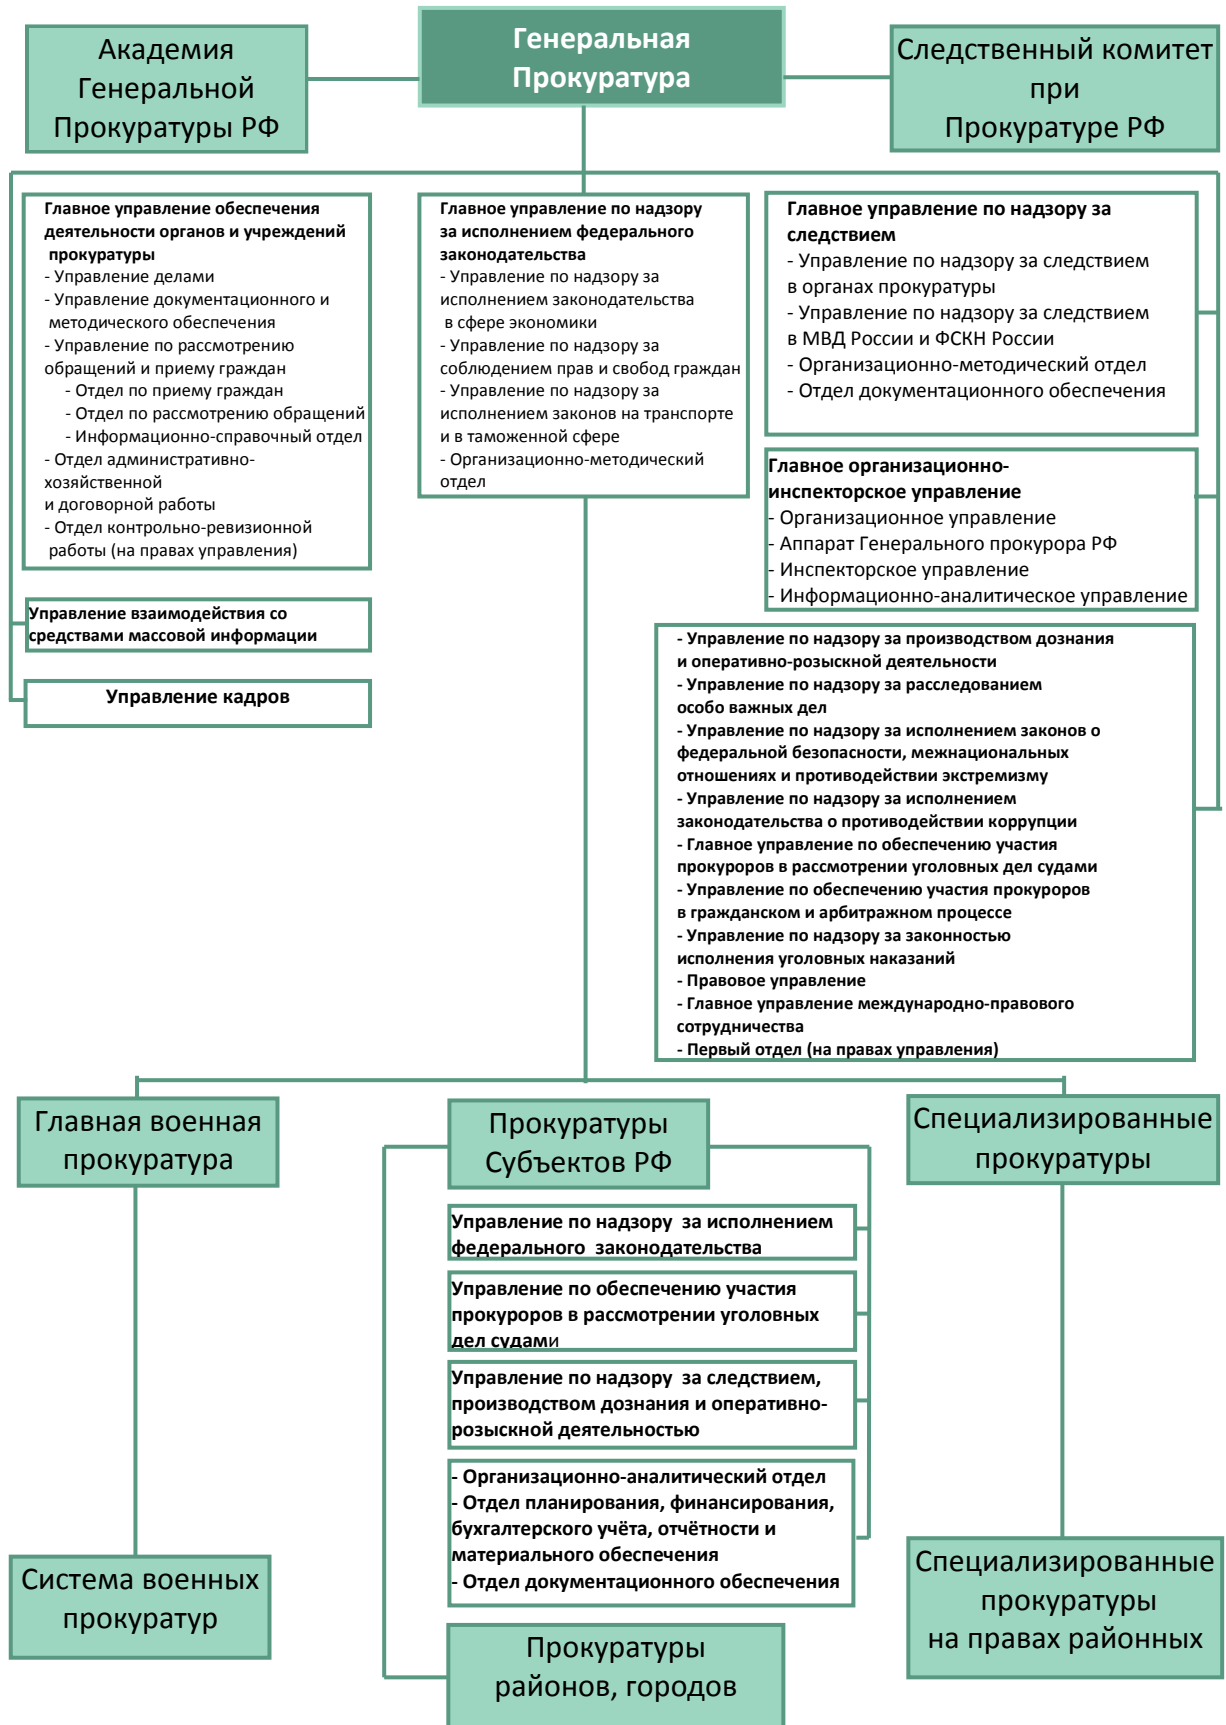 Академия
Генеральной
Прокуратуры РФ
Генеральная
Прокуратура
Следственный комитет
при
Прокуратуре РФ
Главное управление обеспечения
деятельности органов и учреждений
прокуратуры
- Управление делами
- Управление документационного и
методического обеспечения
- Управление по рассмотрению
обращений и приему граждан
- Отдел по приему граждан
- Отдел по рассмотрению обращений
- Информационно-справочный отдел
- Отдел административно-
хозяйственной
и договорной работы
- Отдел контрольно-ревизионной
работы (на правах управления)
Управление взаимодействия со
средствами массовой информации
Управление кадров
Главное управление по надзору
за исполнением федерального
законодательства
- Управление по надзору за
исполнением законодательства
в сфере экономики
- Управление по надзору за
соблюдением прав и свобод граждан
- Управление по надзору за
исполнением законов на транспорте
и в таможенной сфере
- Организационно-методический
отдел
Главное управление по надзору за
следствием
- Управление по надзору за следствием
в органах прокуратуры
- Управление по надзору за следствием
в МВД России и ФСКН России
- Организационно-методический отдел
- Отдел документационного обеспечения
Главное организационно-
инспекторское управление
- Организационное управление
- Аппарат Генерального прокурора РФ
- Инспекторское управление
- Информационно-аналитическое управление
- Управление по надзору за производством дознания
и оперативно-розыскной деятельности
- Управление по надзору за расследованием
особо важных дел
- Управление по надзору за исполнением законов о
федеральной безопасности, межнациональных
отношениях и противодействии экстремизму
- Управление по надзору за исполнением
законодательства о противодействии коррупции
- Главное управление по обеспечению участия
прокуроров в рассмотрении уголовных дел судами
- Управление по обеспечению участия прокуроров
в гражданском и арбитражном процессе
- Управление по надзору за законностью
исполнения уголовных наказаний
- Правовое управление
- Главное управление международно-правового
сотрудничества
- Первый отдел (на правах управления)
Главная военная
прокуратура
Прокуратуры
Субъектов РФ
Специализированные
прокуратуры
Управление по надзору за исполнением
федерального законодательства
Управление по обеспечению участия
прокуроров в рассмотрении уголовных
дел судами
Управление по надзору за следствием,
производством дознания и оперативно-
розыскной деятельностью
- Организационно-аналитический отдел
- Отдел планирования, финансирования,
бухгалтерского учёта, отчётности и
материального обеспечения
- Отдел документационного обеспечения
Система военных
прокуратур
Прокуратуры
районов, городов
Специализированные
прокуратуры
на правах районных